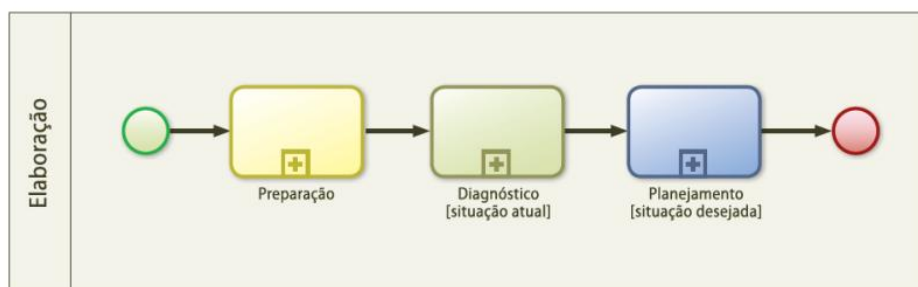 Elaboração
Preparação
Diagnóstico
[situação atual]
Planejamento
[situação desejada]